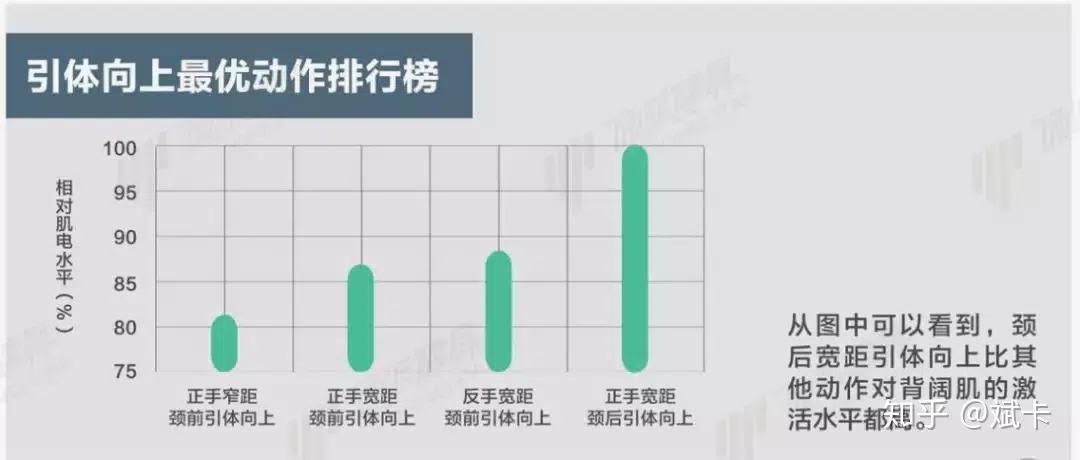 引体向上最优动作排行榜
相对肌电水平(%)
100
95
90
85
80
75
正手窄距
颈前引体向上
正手宽距
颈前引体向上
反手宽距
颈前引体向上
正手宽距
颈后引体向上
从图中可以看到，颈
后宽距引体向上比其
他动作对背阔肌的激
活水平都
知乎 @斌卡